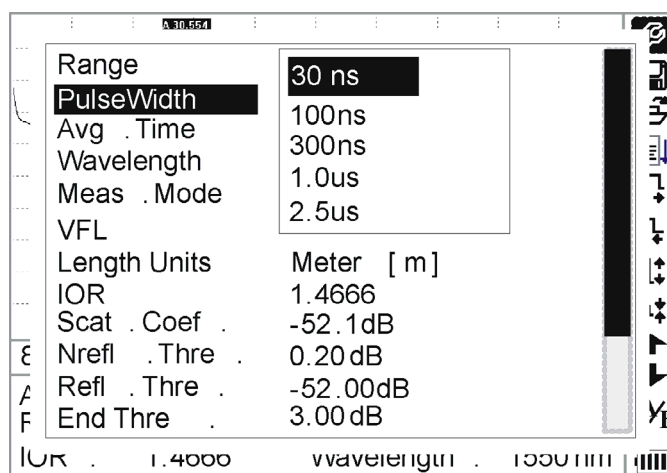 A 30.554
Range
PulseWidth 30 ns
Avg .Time 100ns
Wavelength 300ns
Meas .Mode 1.0us
VFL 2.5us
Length Units Meter [m]
IOR 1.4666
Scat .Coef . -52.1dB
Nrefl .Thre . 0.20dB
Refl .Thre . -52.00dB
End Thre . 3.00dB
IOR . 1.4666 Wavelength . 1550nm